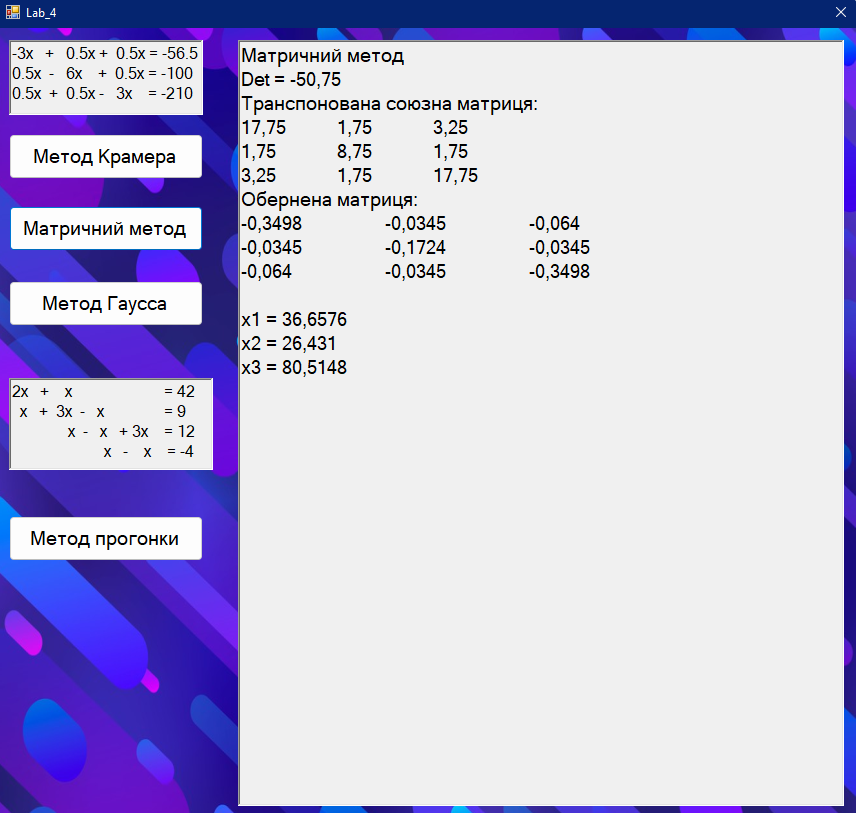 Lab_4
-3x + 0.5x + 0.5x = -56.5
0.5x - 6x + 0.5x = -100
0.5x + 0.5x - 3x = -210
Метод Крамера
Матричний метод
Метод Гаусса
2x + x = 42
x + 3x - x = 9
x - x + 3x = 12
x - x = -4
Метод прогонки
Матричний метод
Det = -50,75
Транспонована союзна матриця:
17,75 1,75 3,25
1,75 8,75 1,75
3,25 1,75 17,75
Обернена матриця:
-0,3498 -0,0345 -0,064
-0,0345 -0,1724 -0,0345
-0,064 -0,0345 -0,3498
x1 = 36,6576
x2 = 26,431
x3 = 80,5148